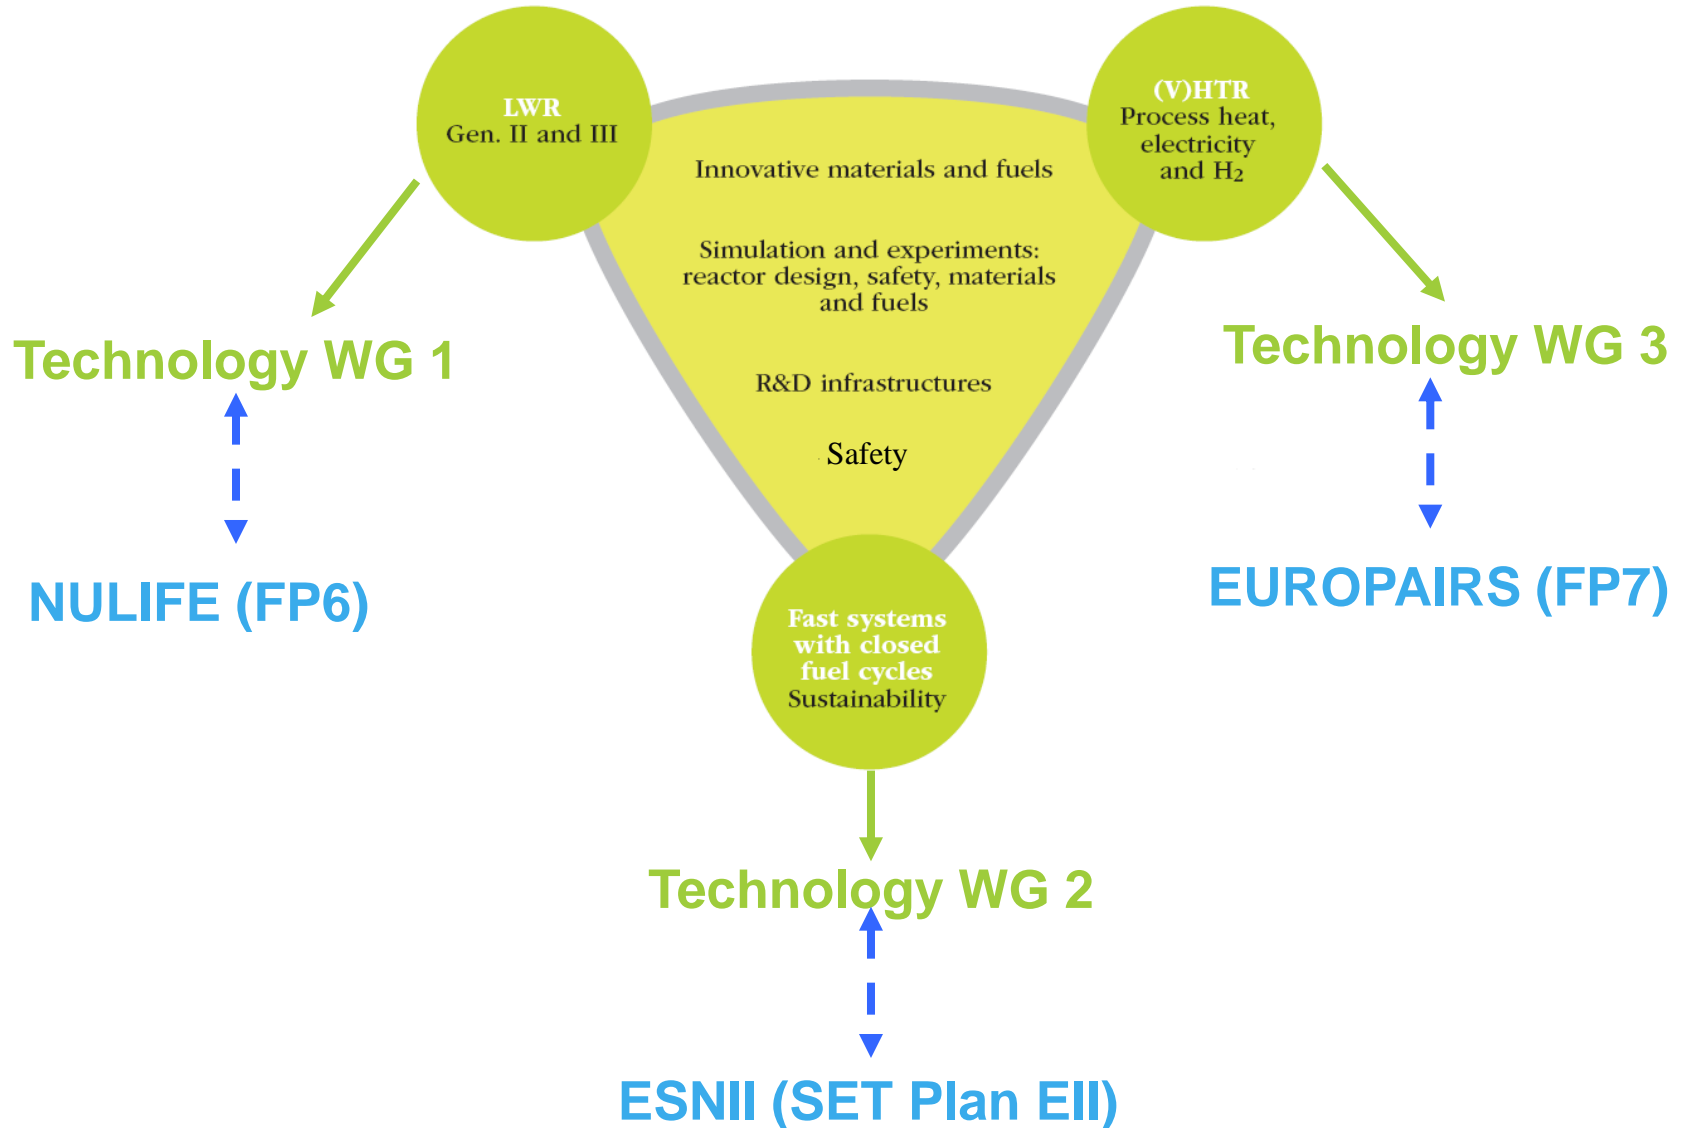 LWR
Gen. II and III
(V)HTR
Process heat,
electricity
and H₂
Innovative materials and fuels
Simulation and experiments:
reactor design, safety, materials
and fuels
R&D infrastructures
Safety
Technology WG 1
Technology WG 3
NULIFE (FP6)
EUROPAIRS (FP7)
Fast systems
with closed
fuel cycles
Sustainability
Technology WG 2
ESNII (SET Plan EII)